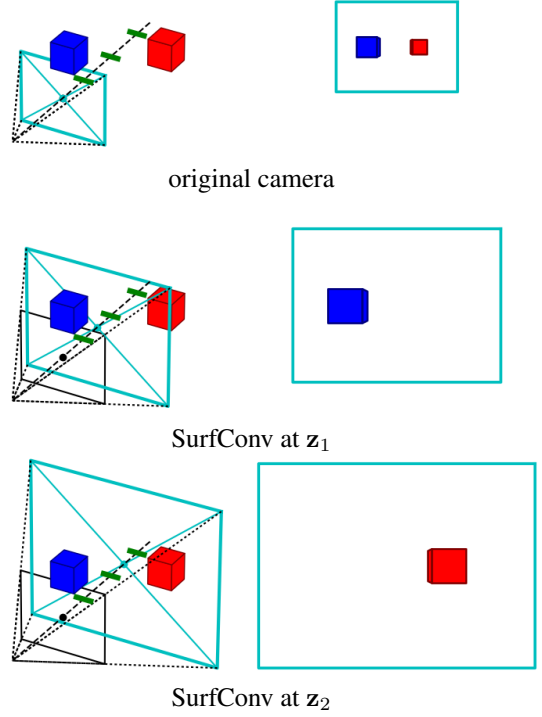 original camera
SurfConv at z₁
SurfConv at z₂